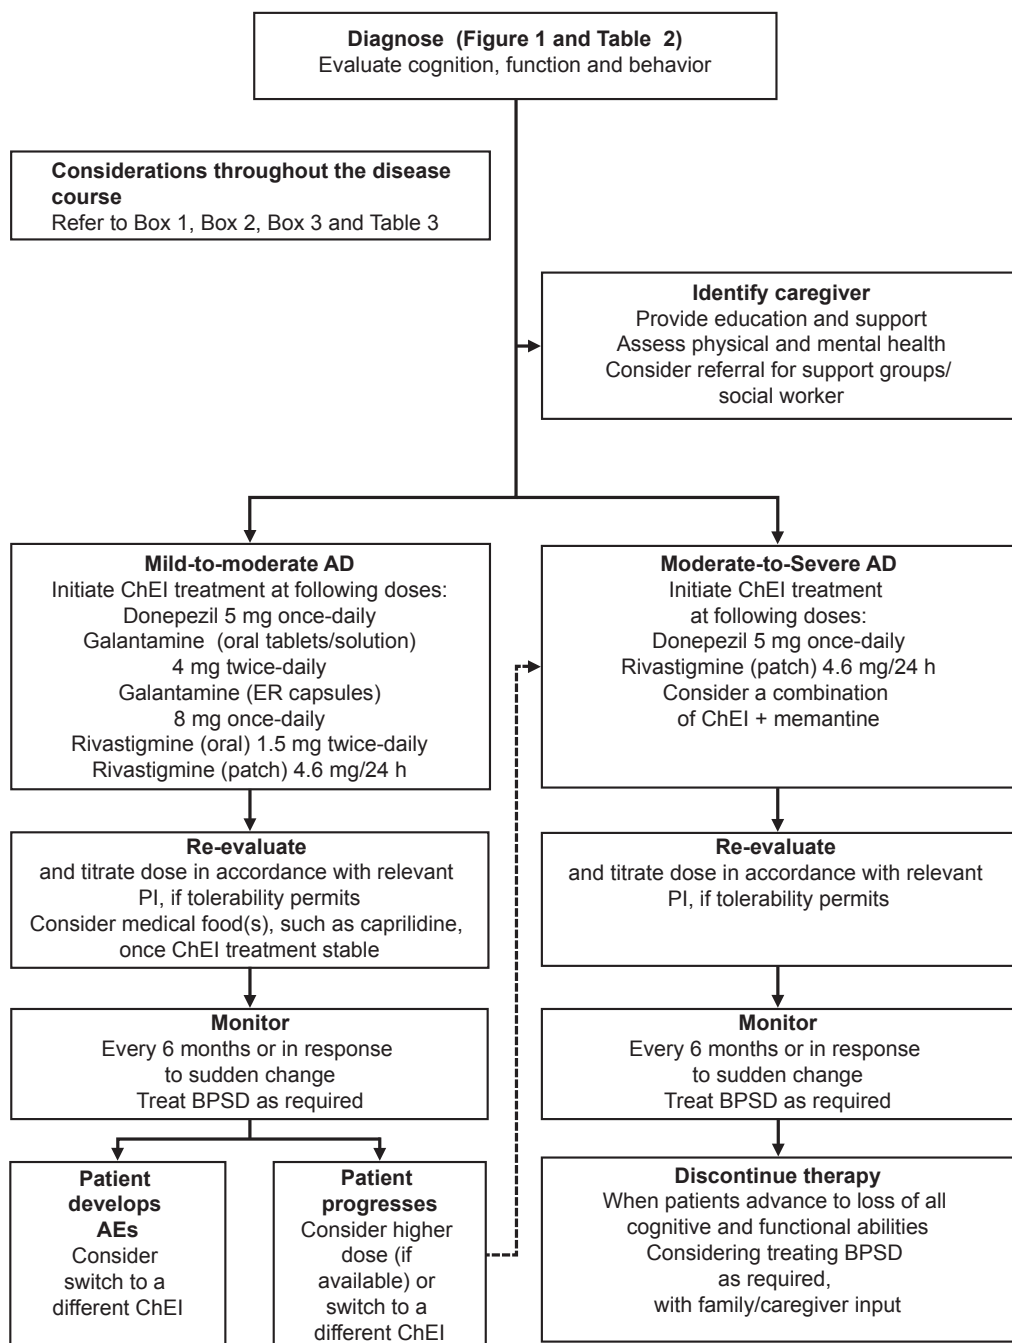 Diagnose (Figure 1 and Table 2)
Evaluate cognition, function and behavior
Considerations throughout the disease
course
Refer to Box 1, Box 2, Box 3 and Table 3
Identify caregiver
Provide education and support
Assess physical and mental health
Consider referral for support groups/
social worker
Mild-to-moderate AD
Initiate ChEI treatment at following doses:
Donepezil 5 mg once-daily
Galantamine (oral tablets/solution)
4 mg twice-daily
Galantamine (ER capsules)
8 mg once-daily
Rivastigmine (oral) 1.5 mg twice-daily
Rivastigmine (patch) 4.6 mg/24 h
Moderate-to-Severe AD
Initiate ChEI treatment
at following doses:
Donepezil 5 mg once-daily
Rivastigmine (patch) 4.6 mg/24 h
Consider a combination
of ChEI + memantine
Re-evaluate
and titrate dose in accordance with relevant
PI, if tolerability permits
Consider medical food(s), such as caprilidine,
once ChEI treatment stable
Re-evaluate
and titrate dose in accordance with relevant
PI, if tolerability permits
Monitor
Every 6 months or in response
to sudden change
Treat BPSD as required
Monitor
Every 6 months or in response
to sudden change
Treat BPSD as required
Patient
develops
AEs
Consider
switch to a
different ChEI
Patient
progresses
Consider higher
dose (if
available) or
switch to a
different ChEI
Discontinue therapy
When patients advance to loss of all
cognitive and functional abilities
Considering treating BPSD
as required,
with family/caregiver input